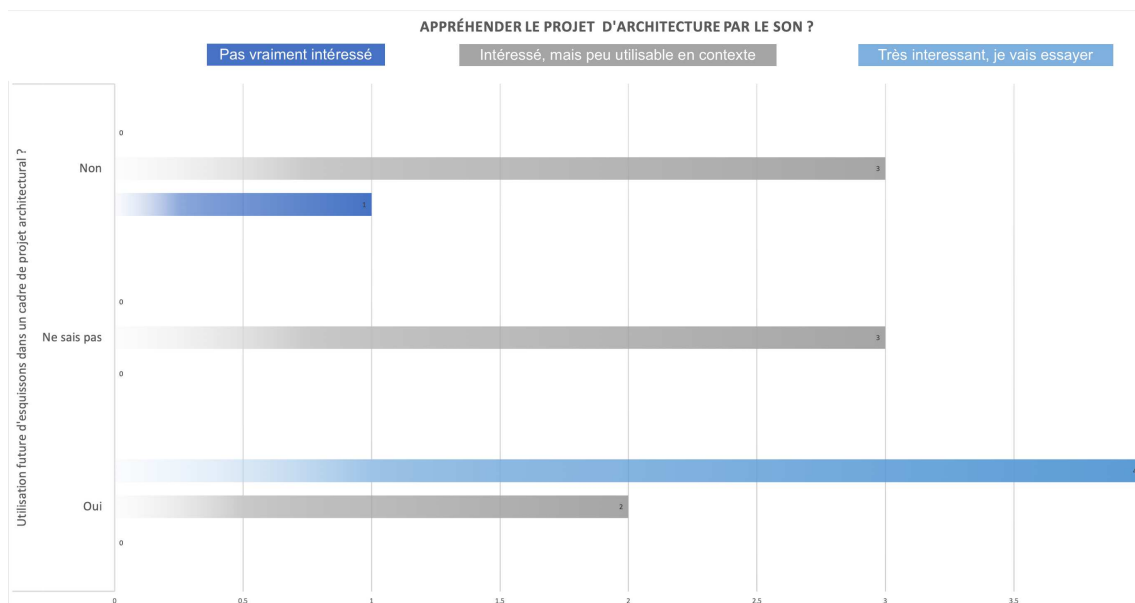 APPRÉHENDER LE PROJET D'ARCHITECTURE PAR LE SON ?
Pas vraiment intéressé
Intéressé, mais peu utilisable en contexte
Très interessant, je vais essayer
Utilisation future d'esquissons dans un cadre de projet architectural ?
0
Non
3
1
0
Ne sais pas
3
0
4
Oui
2
0
0 0.5 1 1.5 2 2.5 3 3.5